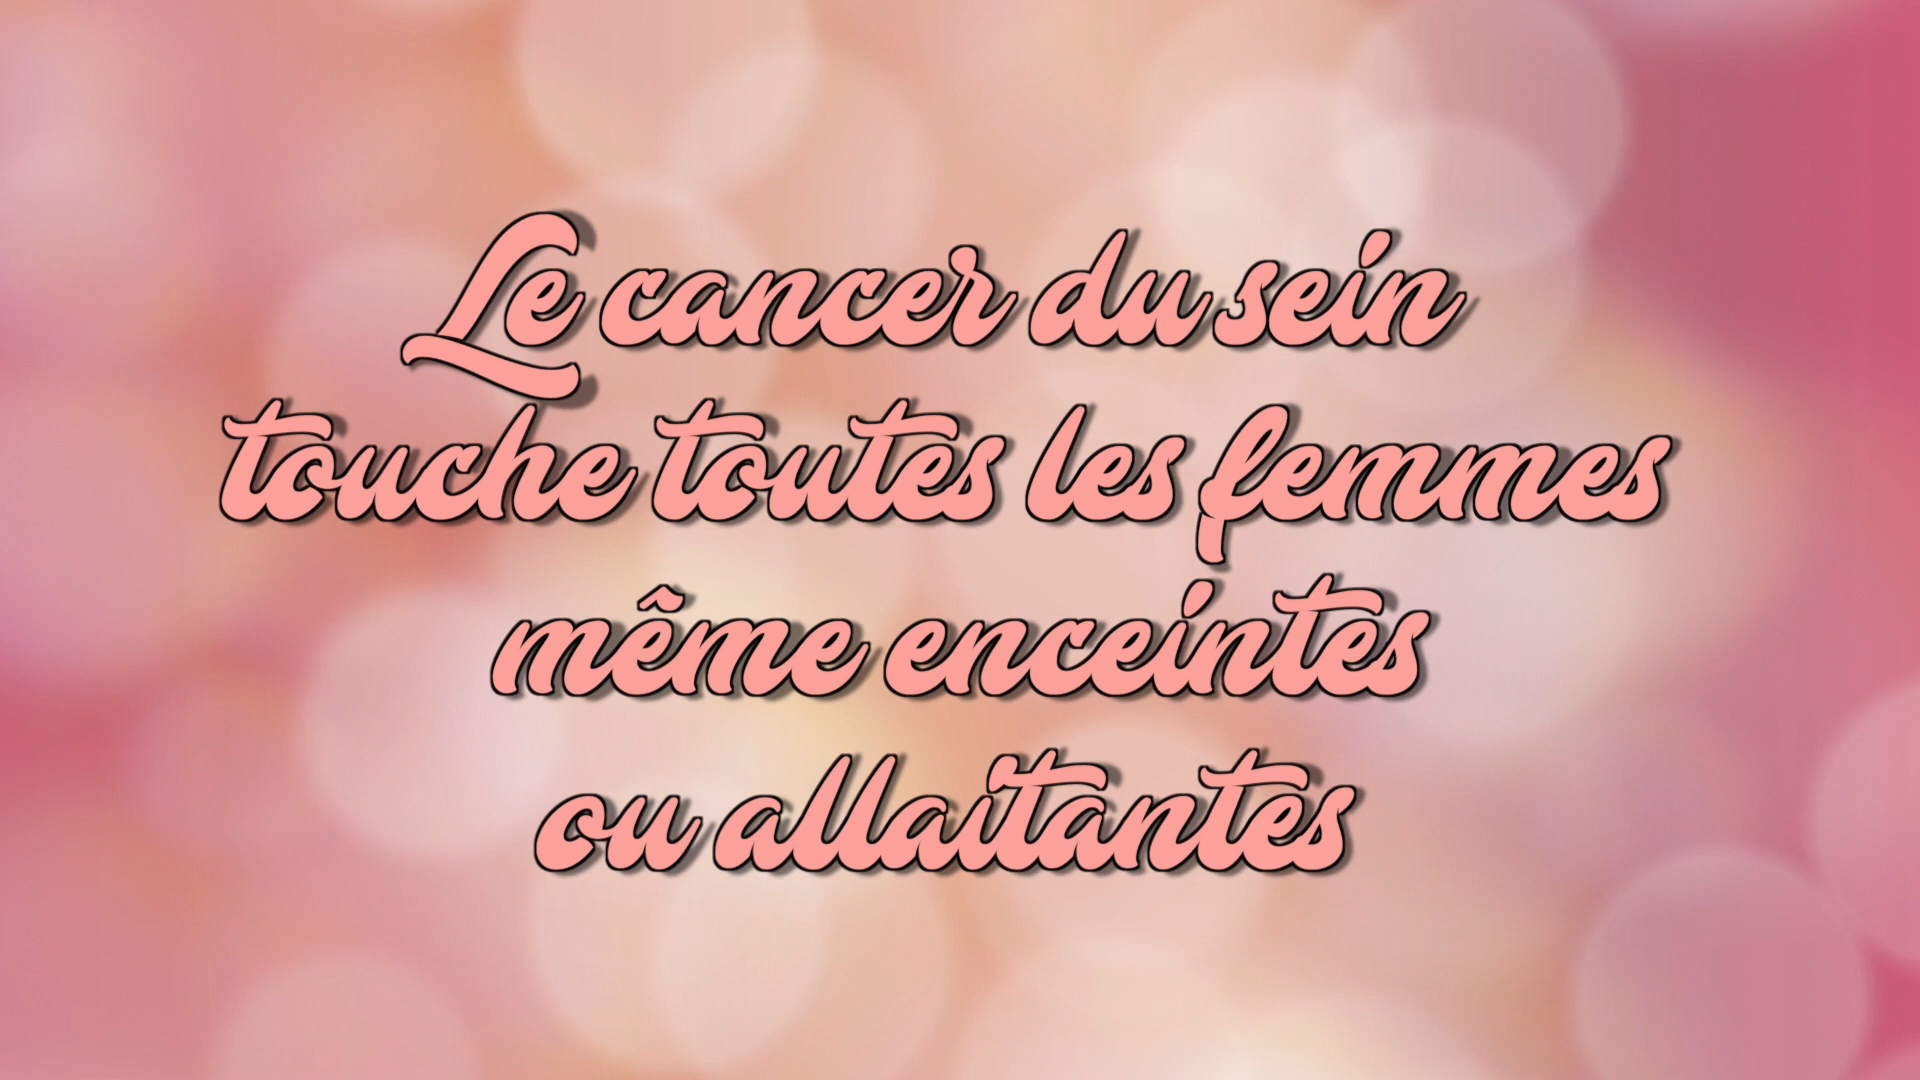 Le cancer du sein
touche toutes les femmes
même enceintes
ou allaitantes